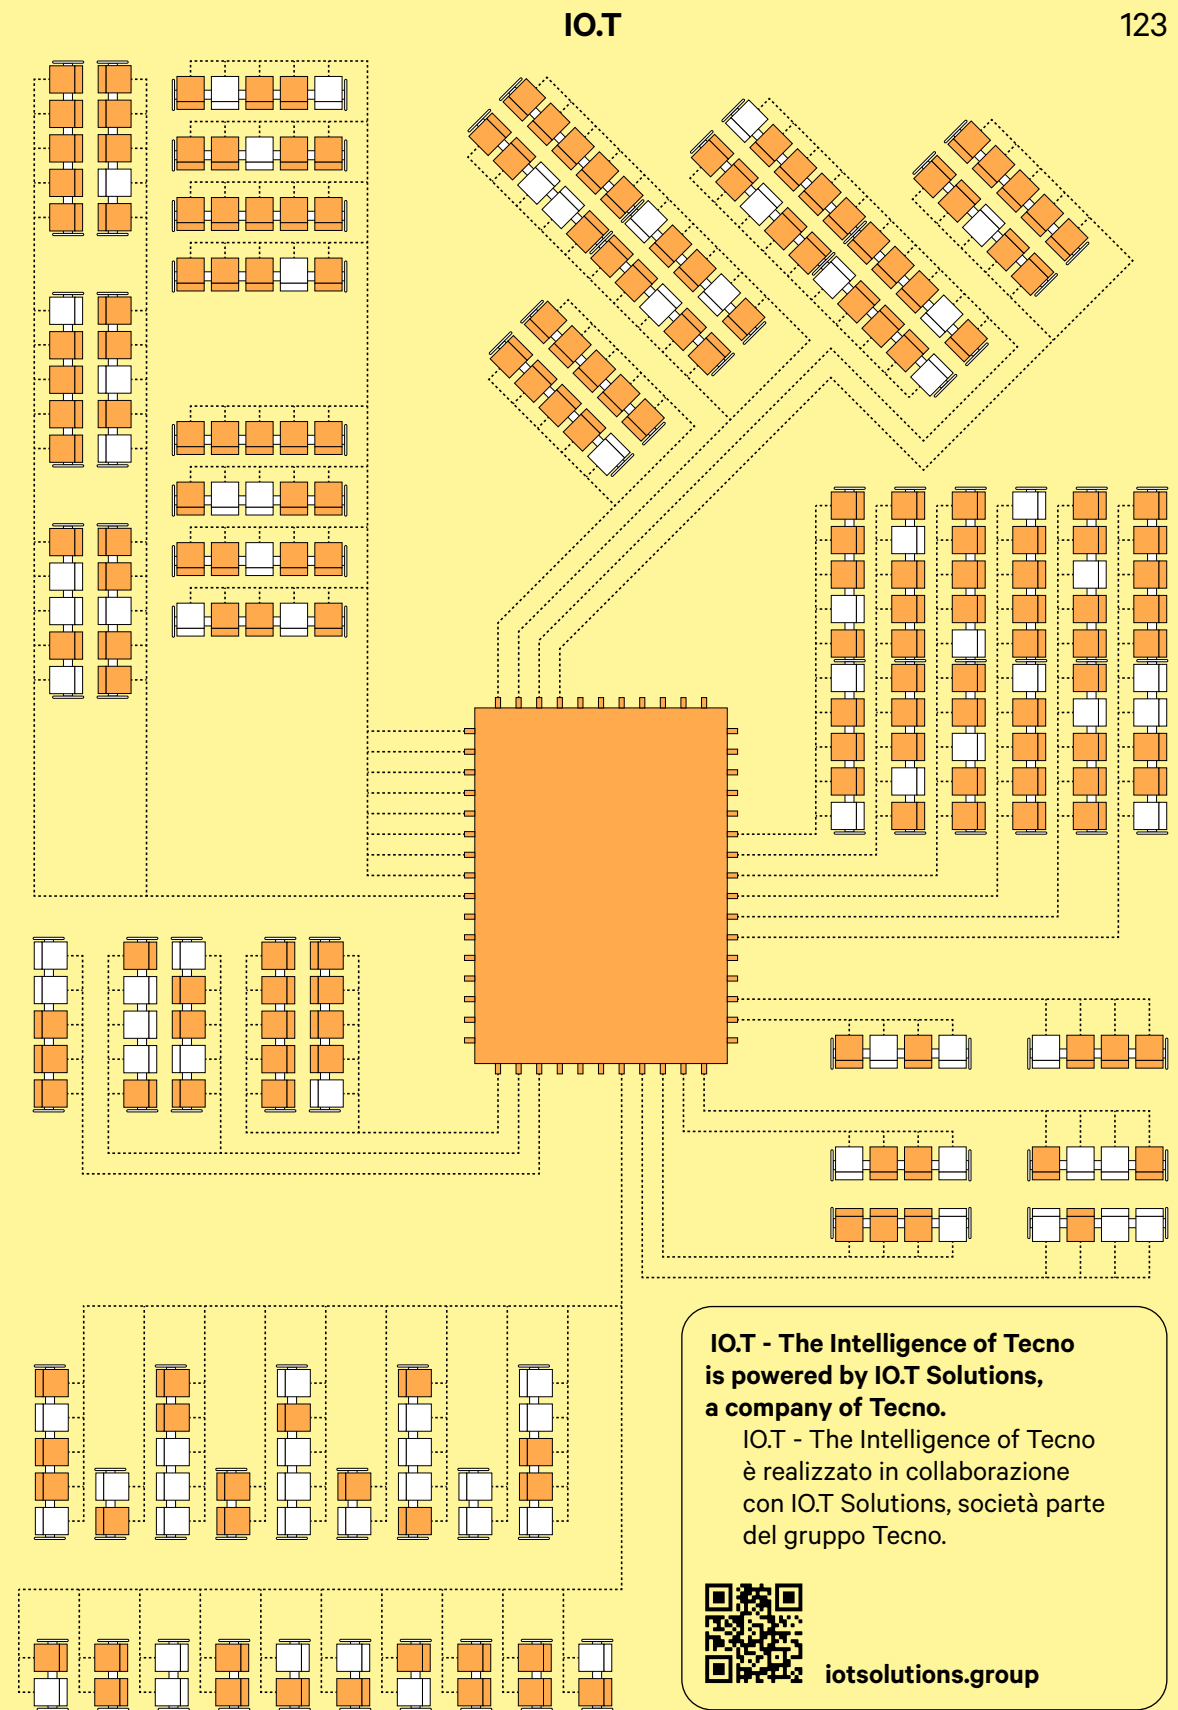 IO.T
123
IO.T - The Intelligence of Tecno
is powered by IO.T Solutions,
a company of Tecno.
IO.T - The Intelligence of Tecno
è realizzato in collaborazione
con IO.T Solutions, società parte
del gruppo Tecno.
iotsolutions.group